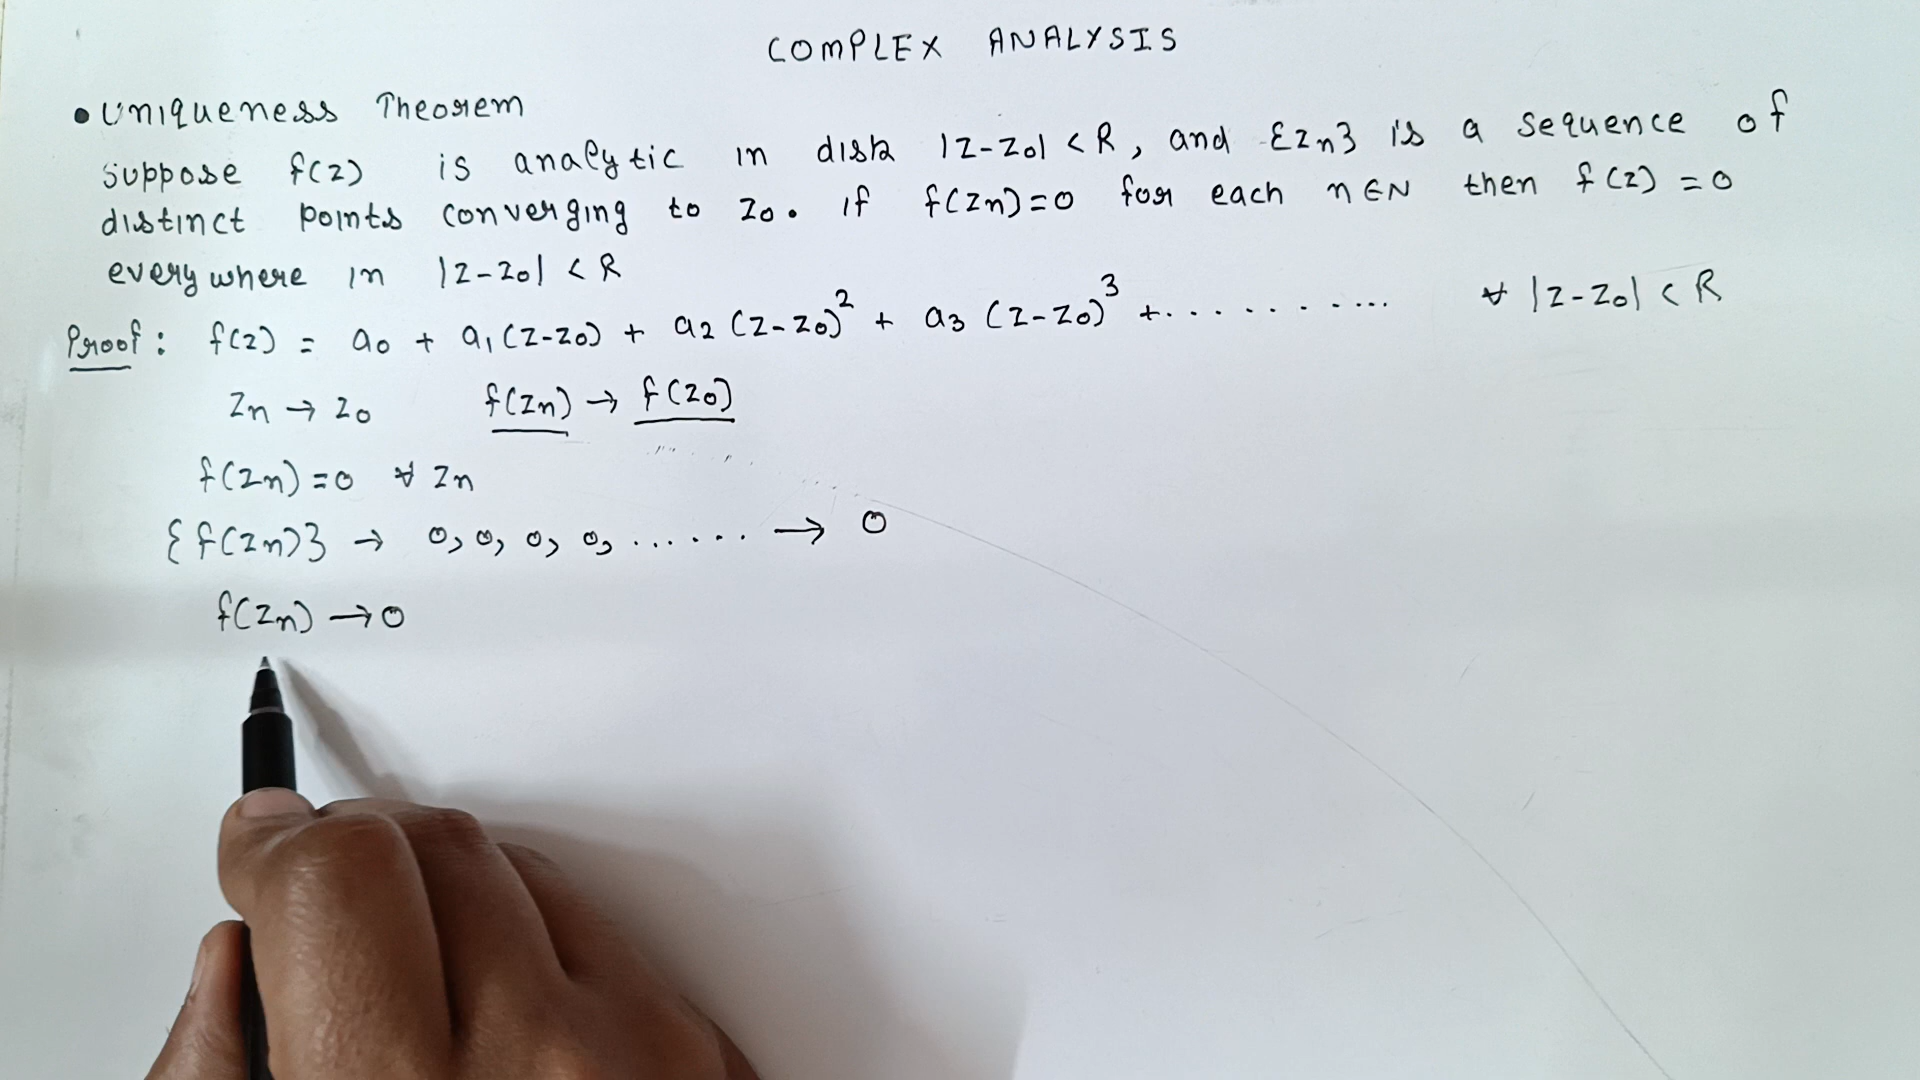 COMPLEX ANALYSIS
• Uniqueness Theorem
Suppose f(z) is analytic in disk |z-z₀| < R, and {zn} is a sequence of
distinct points converging to z₀. if f(zn)=0 for each n∈N then f(z) = 0
everywhere in |z-z₀| < R
Proof: f(z) = a₀ + a₁(z-z₀) + a₂(z-z₀)² + a₃(z-z₀)³ +.......... ∀ |z-z₀| < R
zn → z₀ f(zn) → f(z₀)
f(zn)=0 ∀ zn
{f(zn)} → 0, 0, 0, 0, ...... → 0
f(zn) → 0